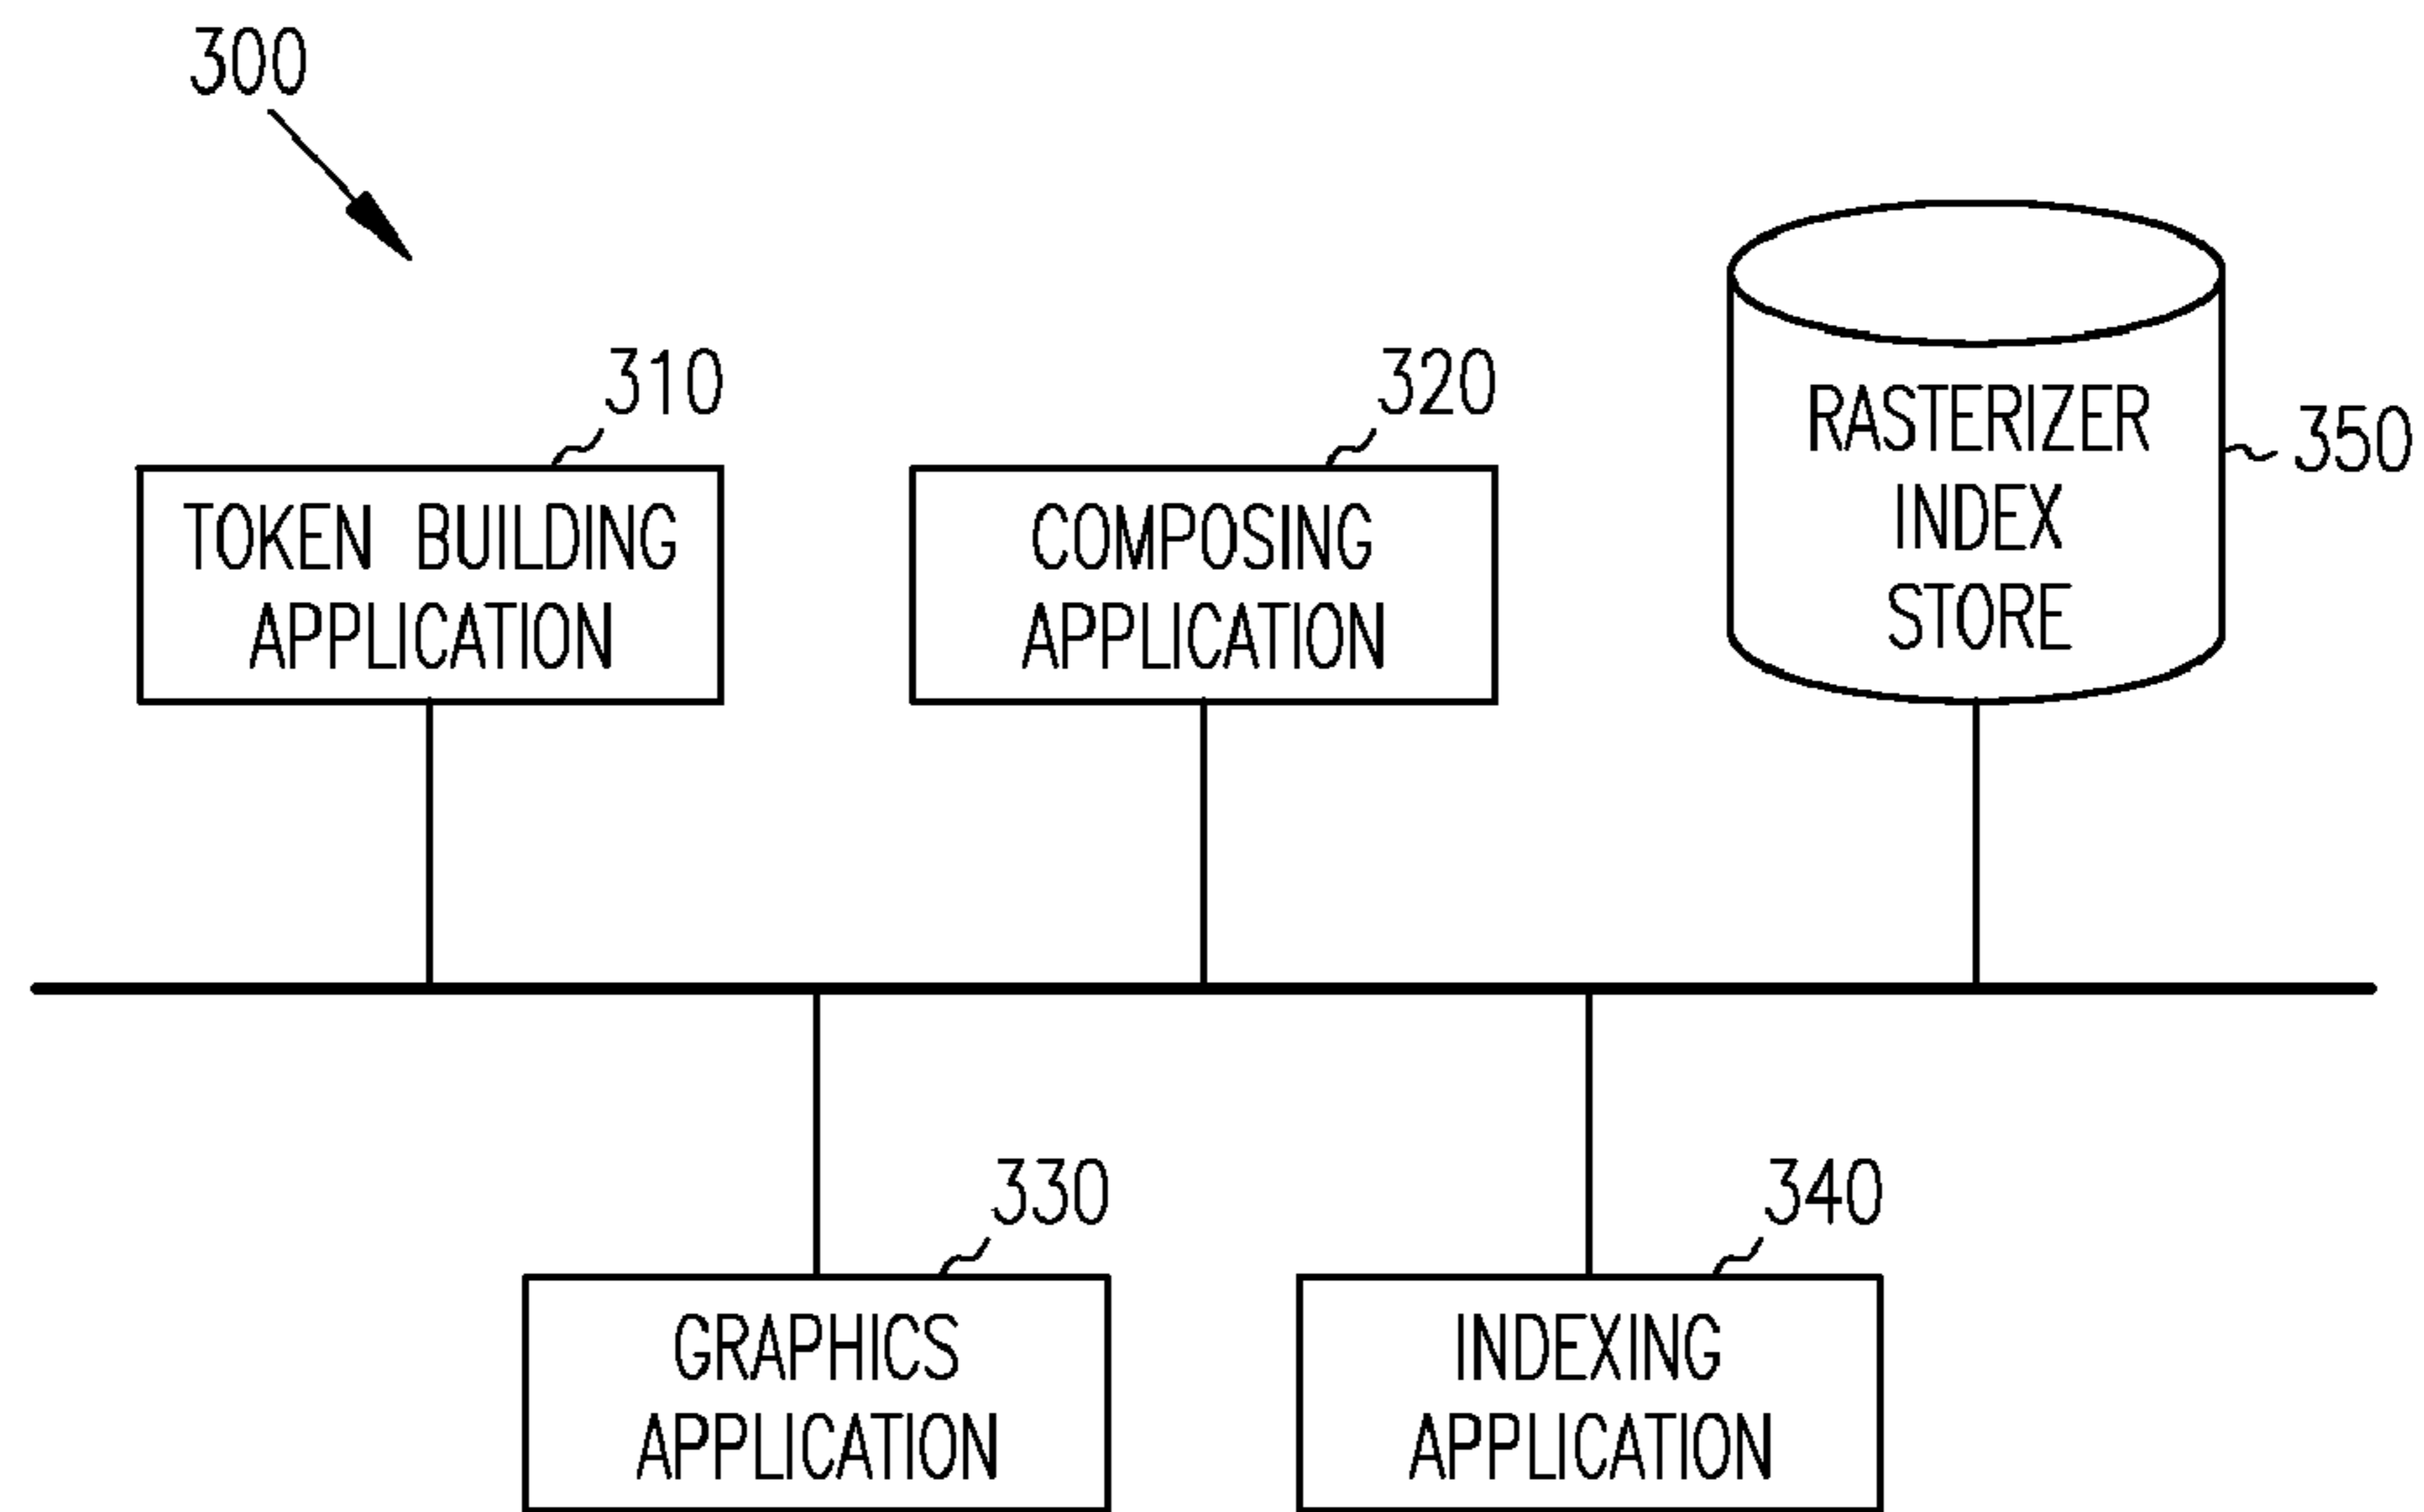 300
310
TOKEN BUILDING
APPLICATION
320
COMPOSING
APPLICATION
RASTERIZER
INDEX
STORE
350
330
GRAPHICS
APPLICATION
340
INDEXING
APPLICATION